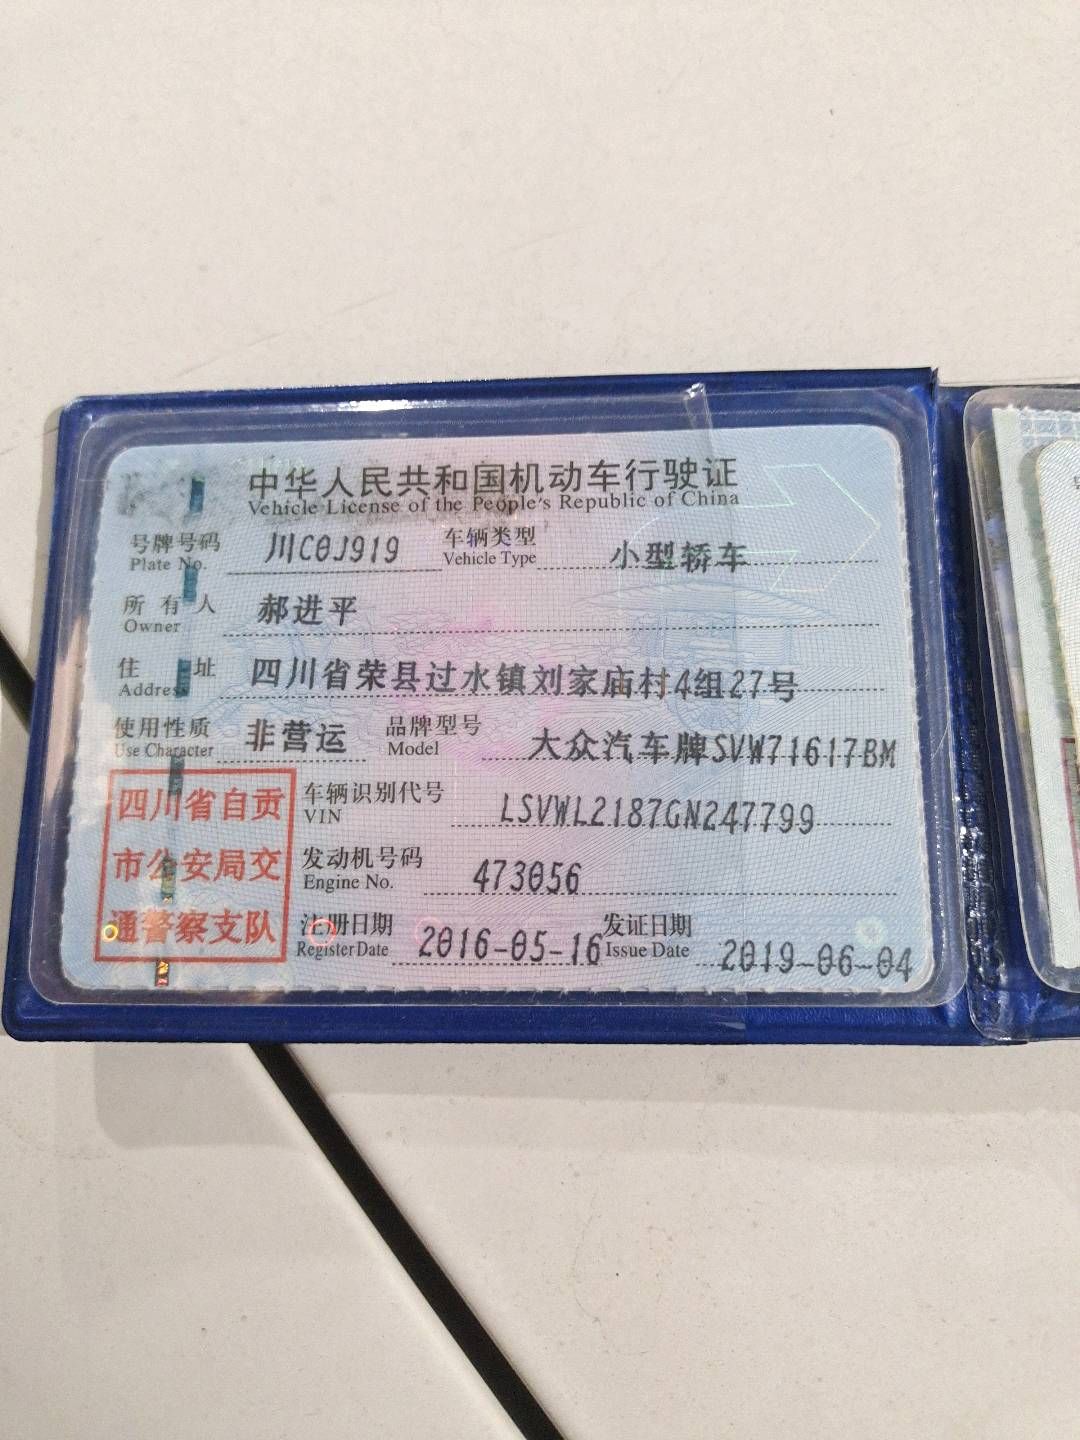 中华人民共和国机动车行驶证
Vehicle License of the People's Republic of China
号牌号码 川C0J919 车辆类型 小型轿车
Plate No. Vehicle Type
所有人 郝进平
Owner
住址 四川省荣县过水镇刘家庙村4组27号
Address
使用性质 非营运 品牌型号 大众汽车牌SVW71617BM
Use Character Model
四川省自贡
市公安局交
通警察支队
车辆识别代号 LSVWL2187GN247799
VIN
发动机号码 473056
Engine No.
注册日期 2016-05-16 发证日期 2019-06-04
Register Date Issue Date